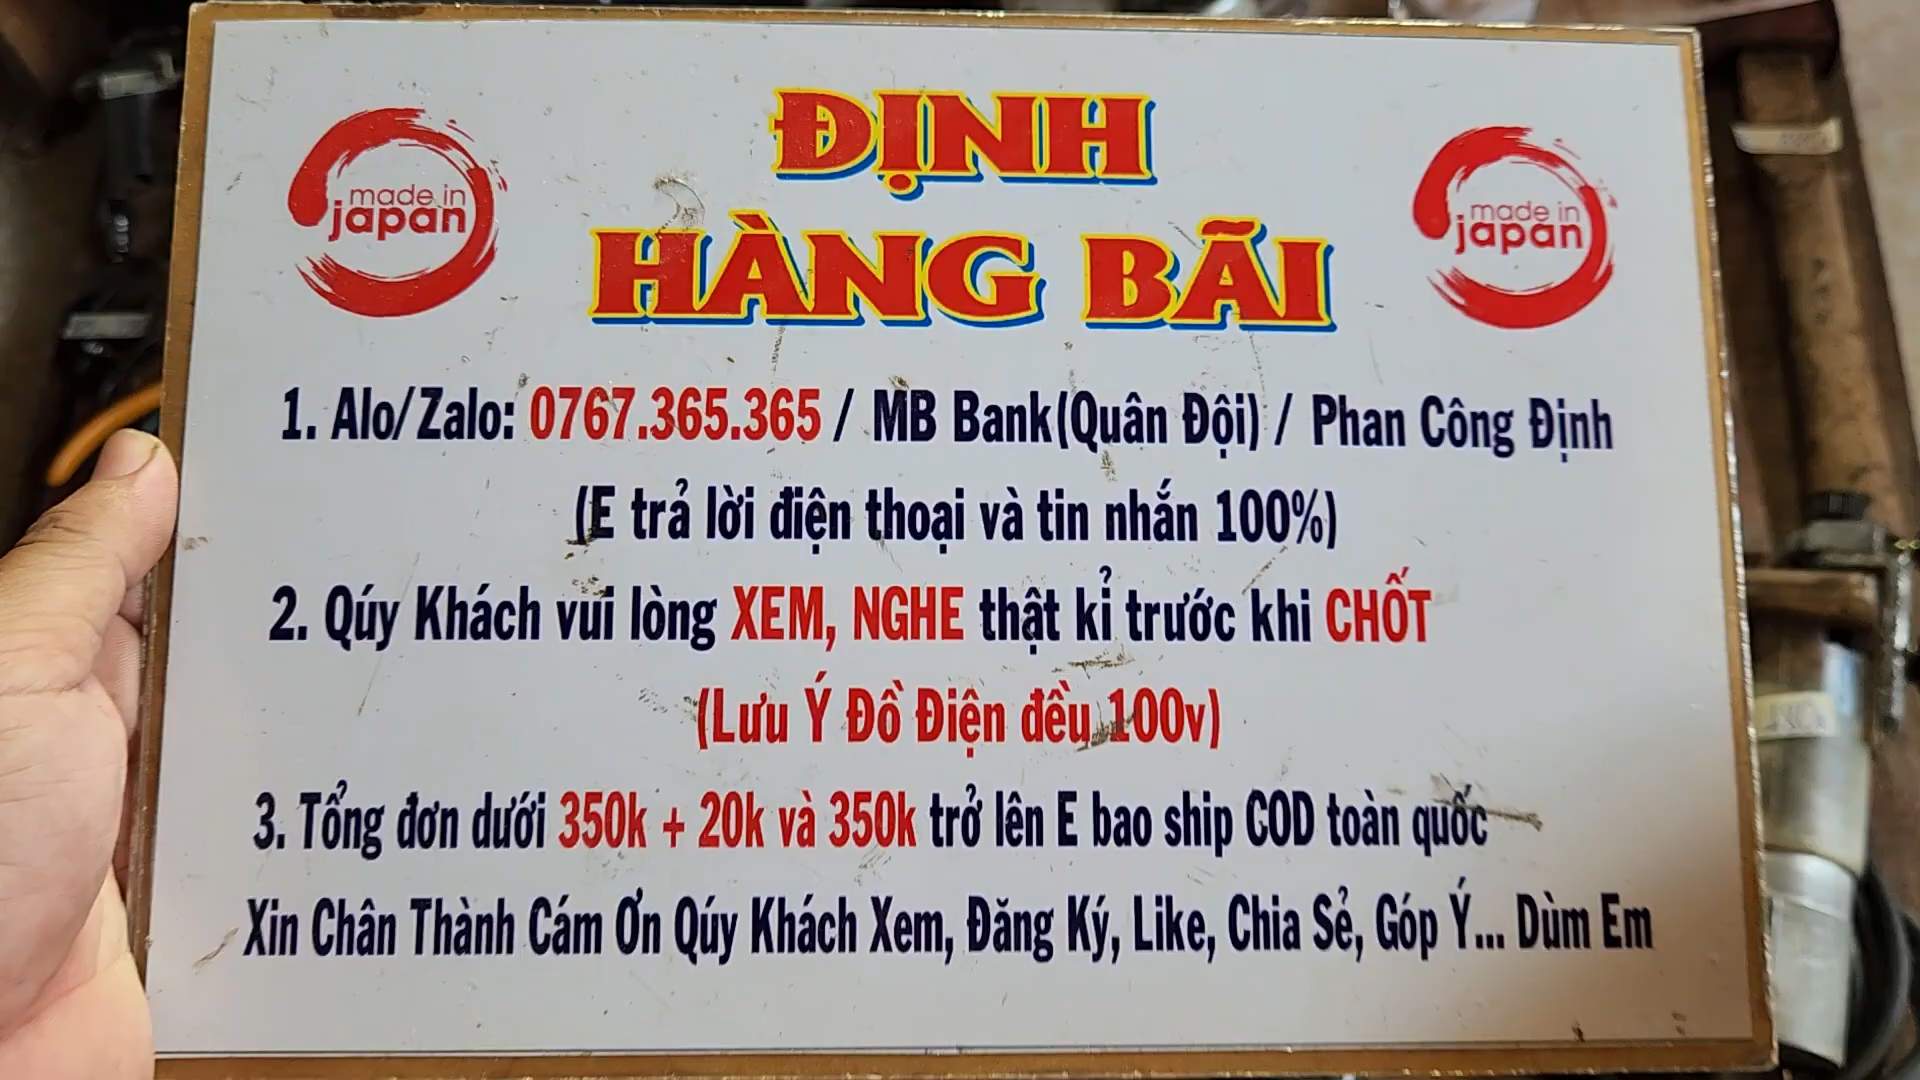 ĐỊNH
HÀNG BÃI
made in
japan
made in
japan
1. Alo/Zalo: 0767.365.365 / MB Bank(Quân Đội) / Phan Công Định
(E trả lời điện thoại và tin nhắn 100%)
2. Qúy Khách vui lòng XEM, NGHE thật kỉ trước khi CHỐT
(Lưu Ý Đồ Điện đều 100v)
3. Tổng đơn dưới 350k + 20k và 350k trở lên E bao ship COD toàn quốc
Xin Chân Thành Cám Ơn Qúy Khách Xem, Đăng Ký, Like, Chia Sẻ, Góp Ý... Dùm Em